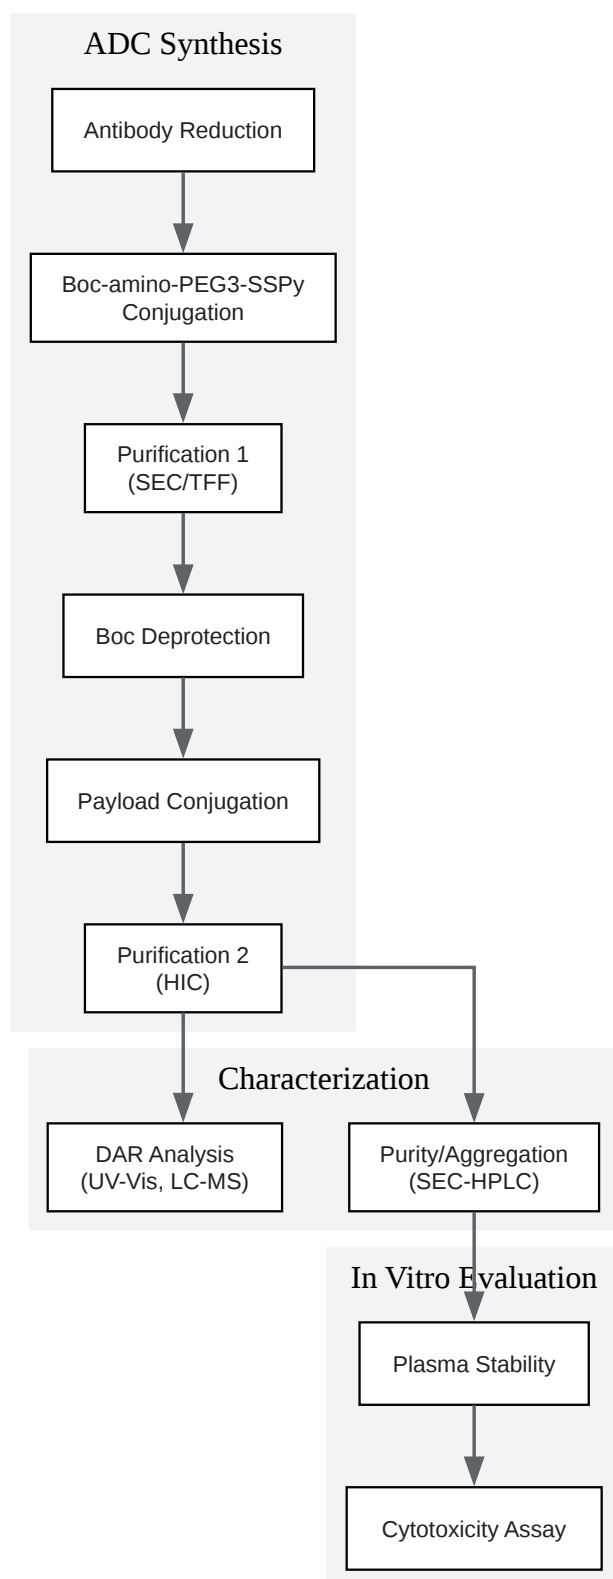 ADC Synthesis
Antibody Reduction
Boc-amino-PEG3-SSPy
Conjugation
Purification 1
(SEC/TFF)
Boc Deprotection
Payload Conjugation
Purification 2
(HIC)
Characterization
DAR Analysis
(UV-Vis, LC-MS)
Purity/Aggregation
(SEC-HPLC)
In Vitro Evaluation
Plasma Stability
Cytotoxicity Assay